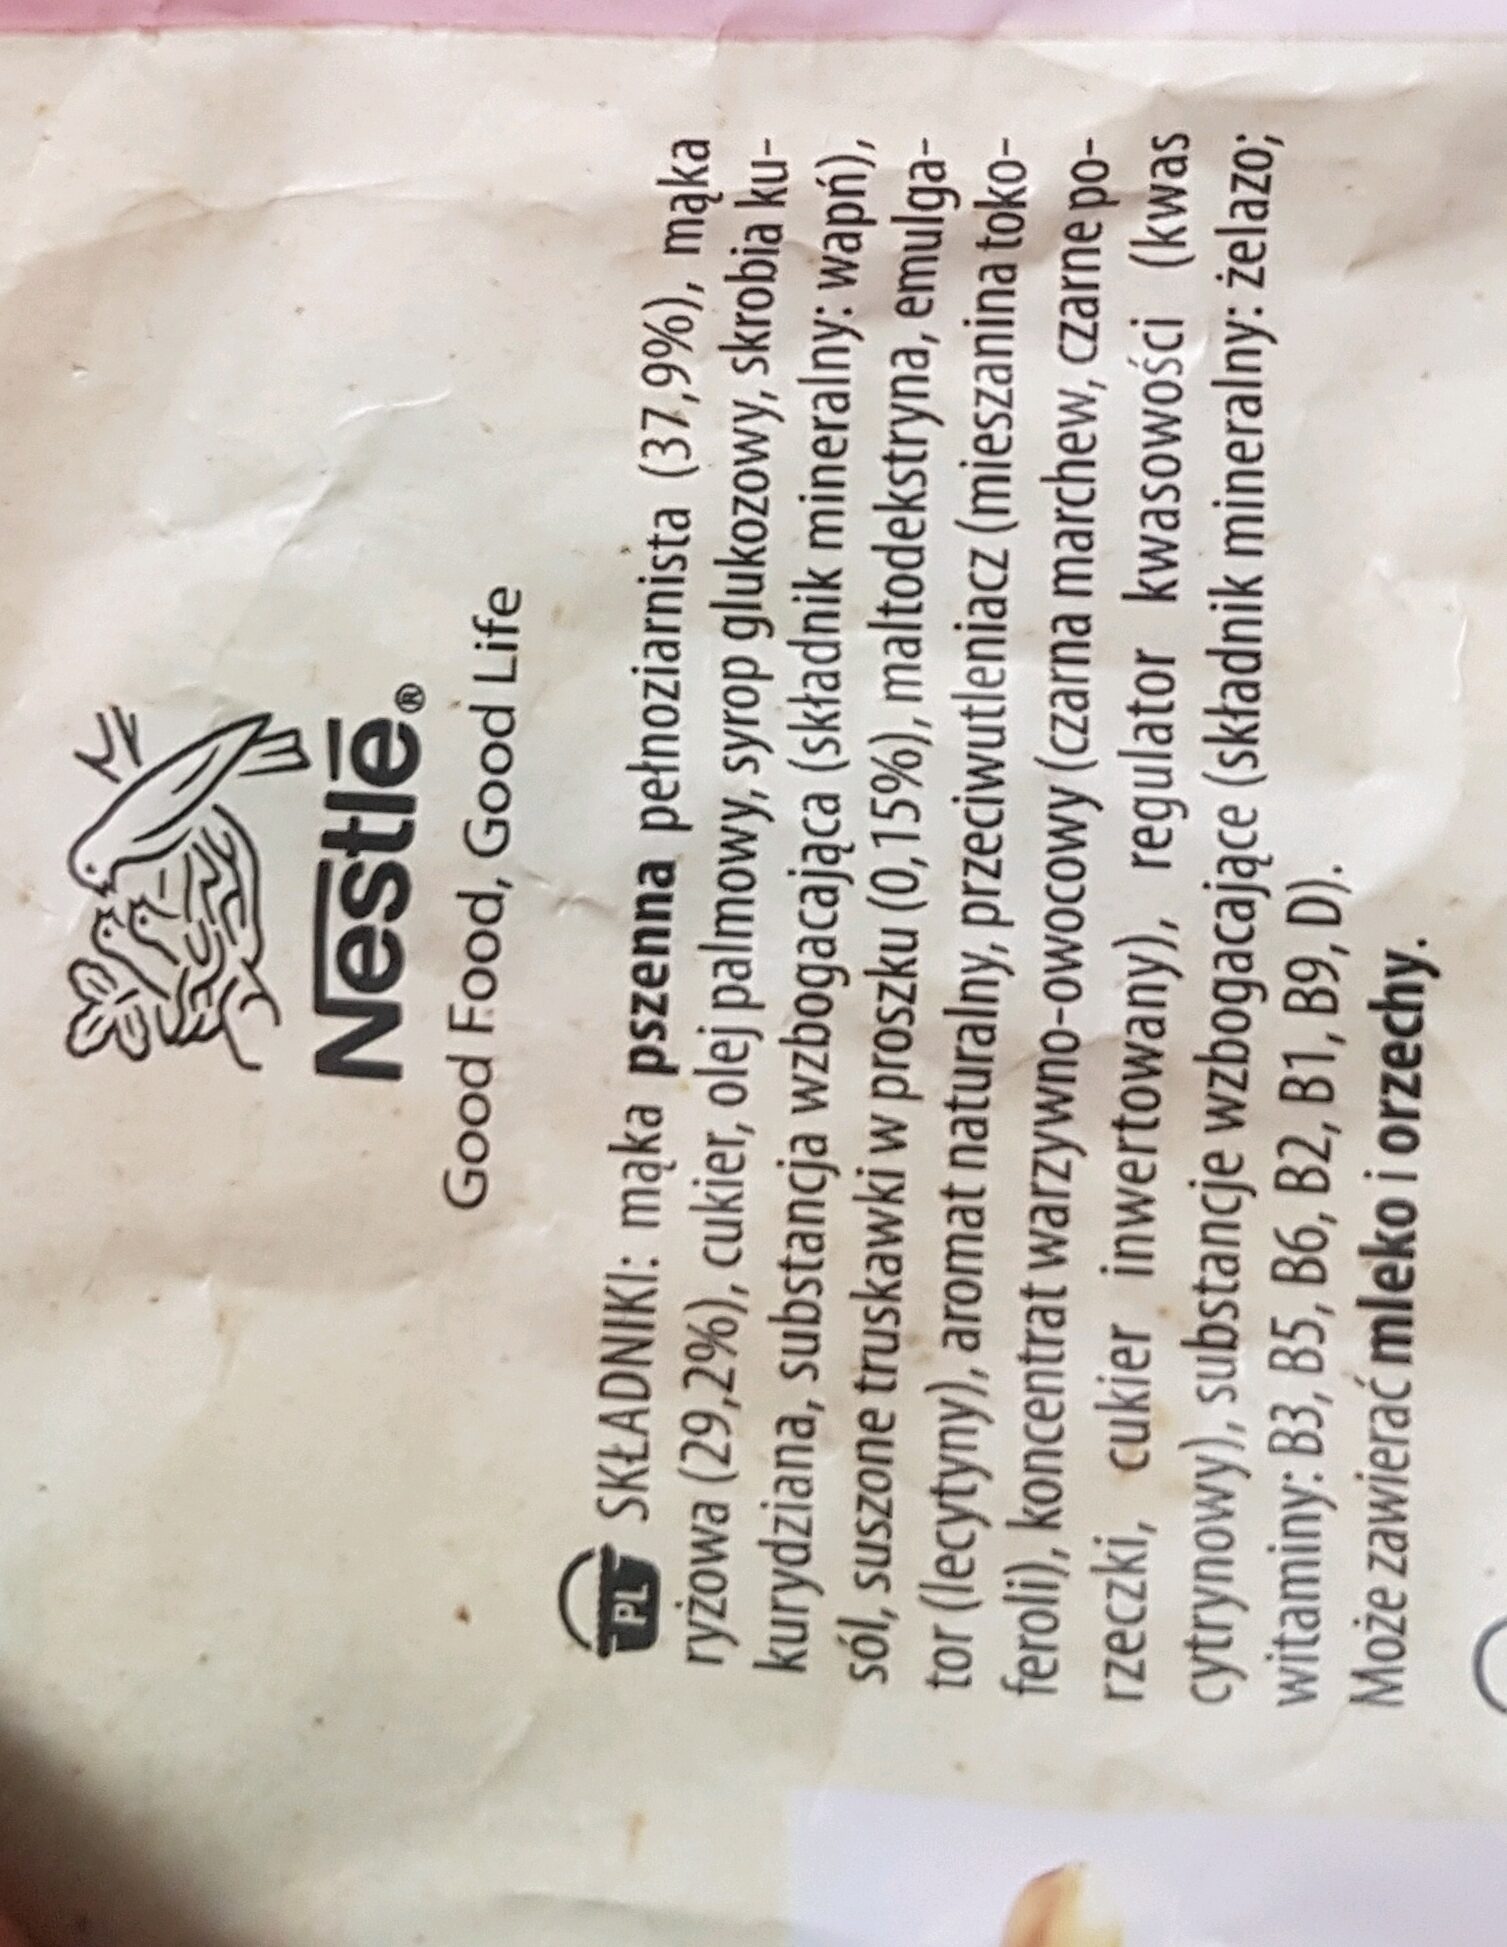 Nestlé®
Good Food, Good Life
PL SKŁADNIKI: mąka pszenna pełnoziarnista (37,9%), mąka
ryżowa (29,2%), cukier, olej palmowy, syrop glukozowy, skrobia ku-
kurydziana, substancja wzbogacająca (składnik mineralny: wapń),
sól, suszone truskawki w proszku (0,15%), maltodekstryna, emulga-
tor (lecytyny), aromat naturalny, przeciwutleniacz (mieszanina toko-
feroli), koncentrat warzywno-owocowy (czarna marchew, czarne po-
rzeczki, cukier inwertowany), regulator kwasowości (kwas
cytrynowy), substancje wzbogacające (składnik mineralny: żelazo;
witaminy: B3, B5, B6, B2, B1, B9, D).
Może zawierać mleko i orzechy.